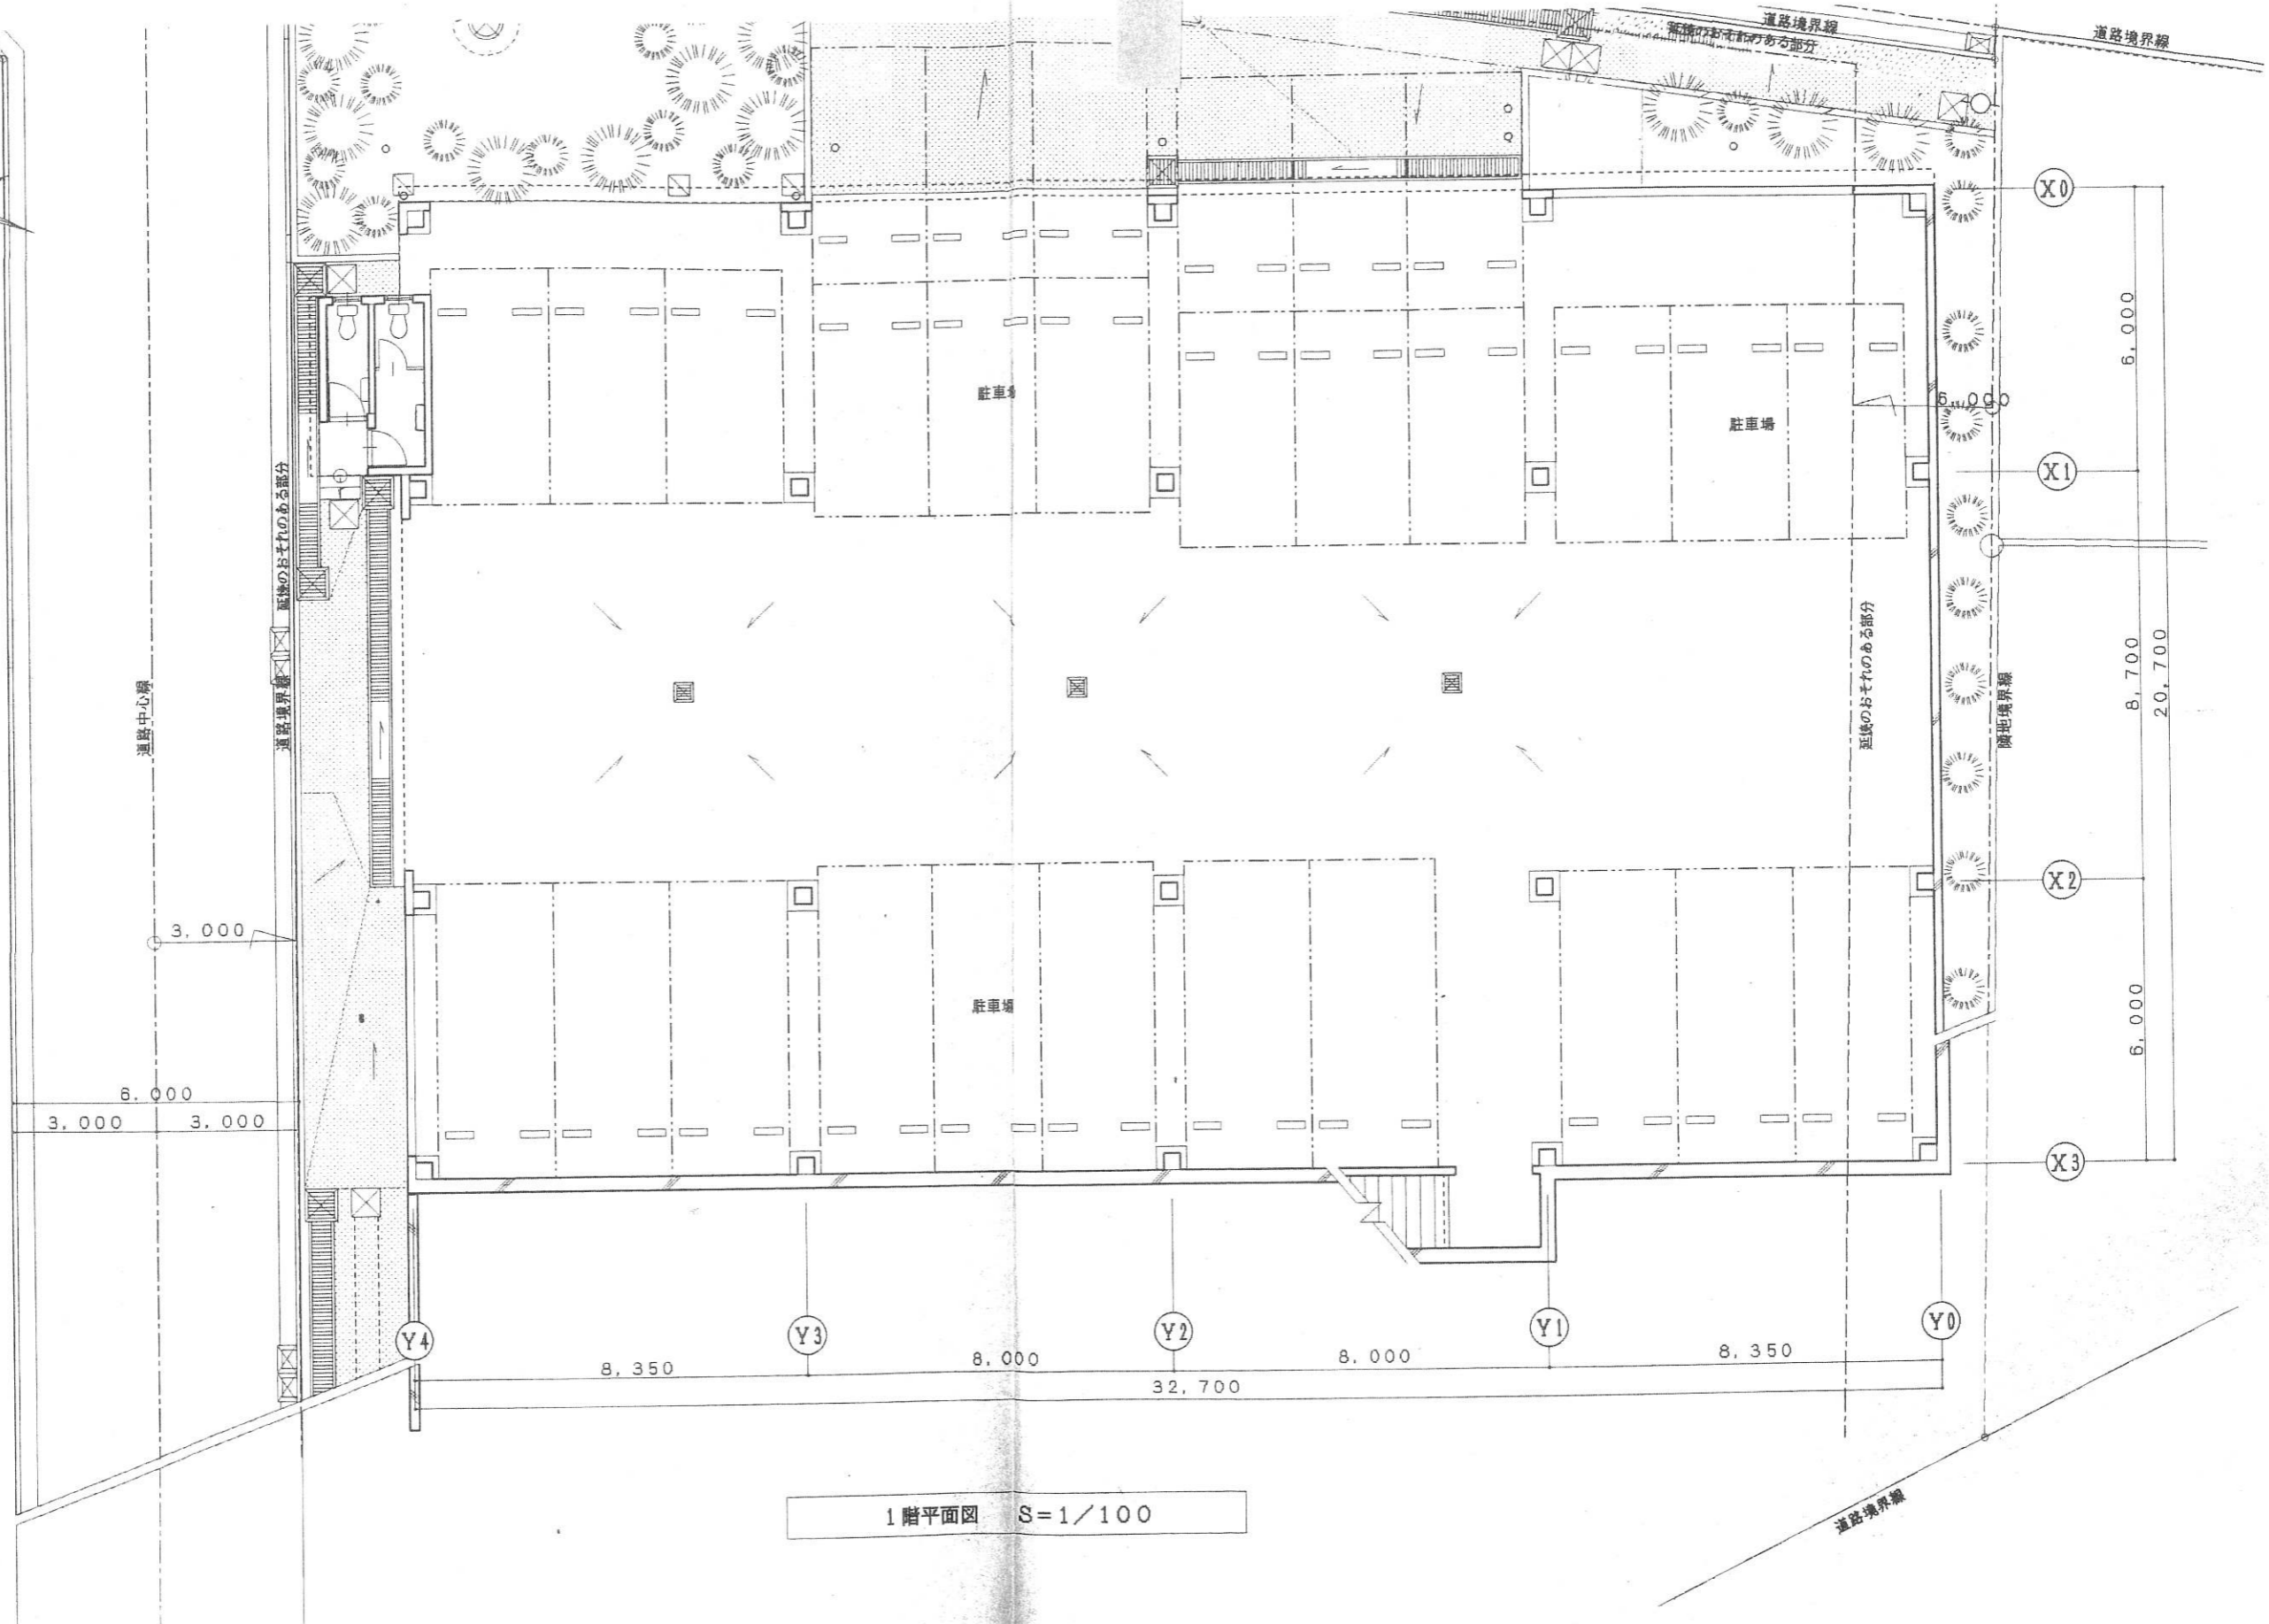 道路境界線
道路境界線
延焼のおそれのある部分
X0
6,000
駐車場
6,000
駐車場
X1
延焼のおそれのある部分
延焼のおそれのある部分
道路中心線
道路境界線
隣地境界線
8,700
20,700
X2
3,000
駐車場
6,000
6,000
3,000
3,000
X3
Y4
Y3
Y2
Y1
Y0
8,350
8,000
8,000
8,350
32,700
1階平面図 S=1/100
道路境界線